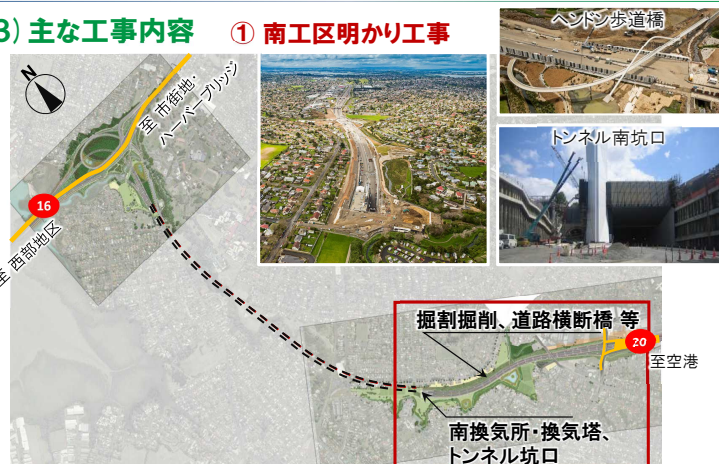 3) 主な工事内容 ① 南工区明かり工事
ヘンドン歩道橋
N
至 市街地・
ハーバーブリッジ
トンネル南坑口
16
至 西部地区
掘割掘削、道路横断橋 等
20
至空港
南換気所・換気塔、
トンネル坑口